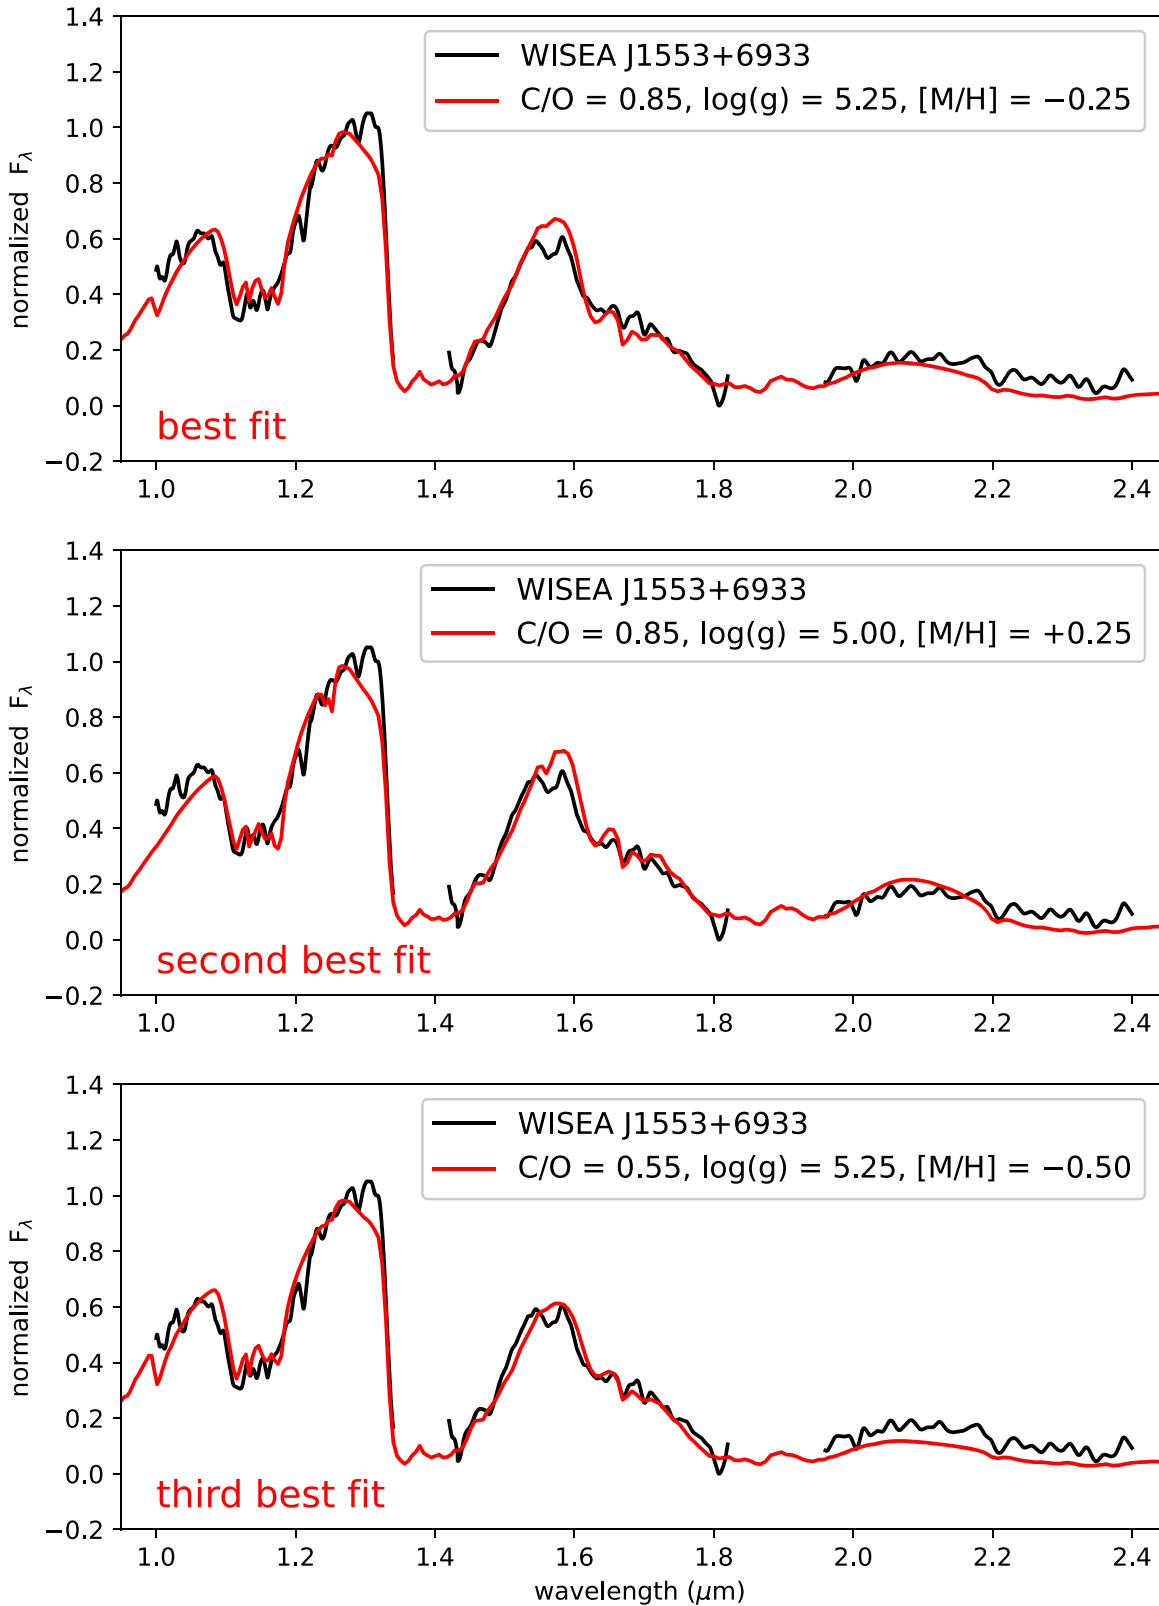 1.4
1.2
1.0
0.8
0.6
0.4
0.2
0.0
−0.2
normalized F_λ
WISEA J1553+6933
C/O = 0.85, log(g) = 5.25, [M/H] = −0.25
best fit
1.0 1.2 1.4 1.6 1.8 2.0 2.2 2.4
1.4
1.2
1.0
0.8
0.6
0.4
0.2
0.0
−0.2
normalized F_λ
WISEA J1553+6933
C/O = 0.85, log(g) = 5.00, [M/H] = +0.25
second best fit
1.0 1.2 1.4 1.6 1.8 2.0 2.2 2.4
1.4
1.2
1.0
0.8
0.6
0.4
0.2
0.0
−0.2
normalized F_λ
WISEA J1553+6933
C/O = 0.55, log(g) = 5.25, [M/H] = −0.50
third best fit
1.0 1.2 1.4 1.6 1.8 2.0 2.2 2.4
wavelength (μm)